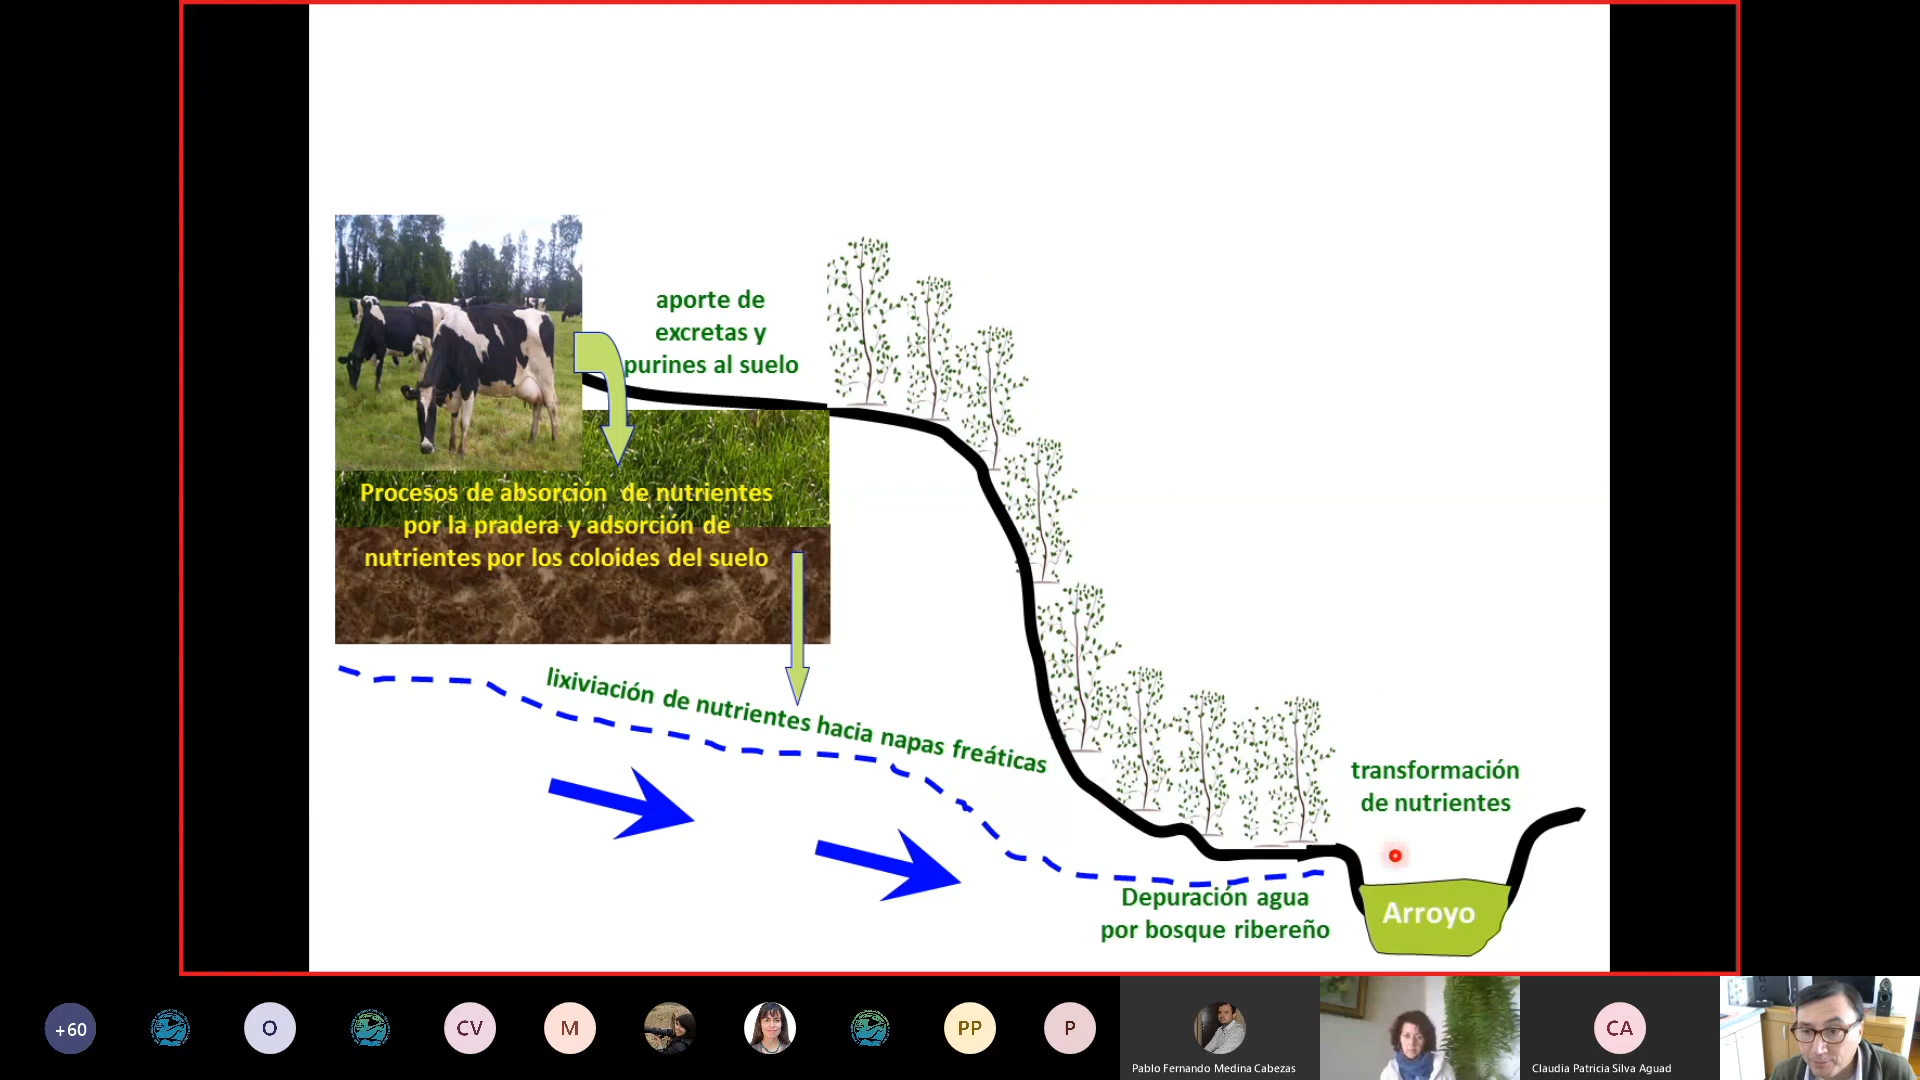 aporte de
excretas y
purines al suelo
Procesos de absorción de nutrientes
por la pradera y adsorción de
nutrientes por los coloides del suelo
lixiviación de nutrientes hacia napas freáticas
transformación
de nutrientes
Depuración agua
por bosque ribereño
Arroyo
+60
O
CV
M
PP
P
Pablo Fernando Medina Cabezas
CA
Claudia Patricia Silva Aguad